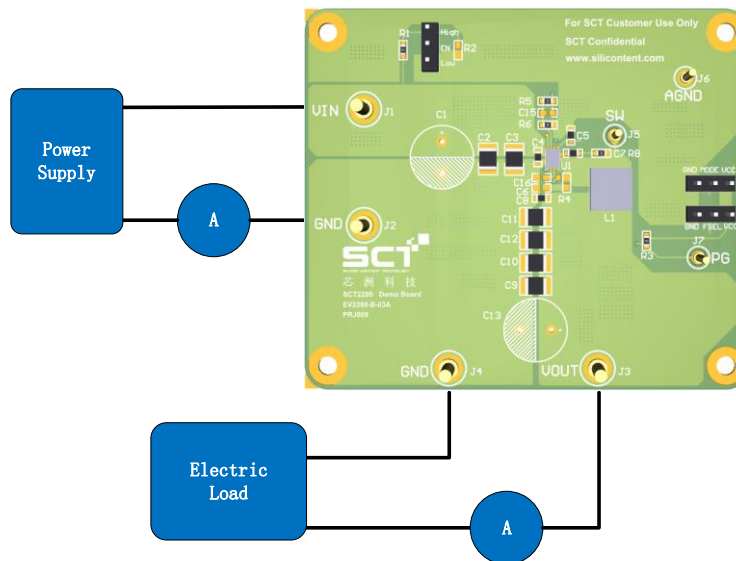 For SCT Customer Use Only
SCT Confidential
www.silicontent.com
R1
High
EN
Low
R2
J6
AGND
Power
Supply
VIN
J1
C1
C2
C3
C4
R5
C15
R6
C5
SW
J5
U1
C7
R8
GND MODE VCC
GND FSEL VCC
C16
C6
C8
R4
L1
A
GND
J2
C11
C12
C10
C9
R3
J7
PG
SCT
芯洲科技
SCT2280 Demo Board
EV2280-B-03A
PRJ009
C13
GND
J4
VOUT
J3
Electric
Load
A